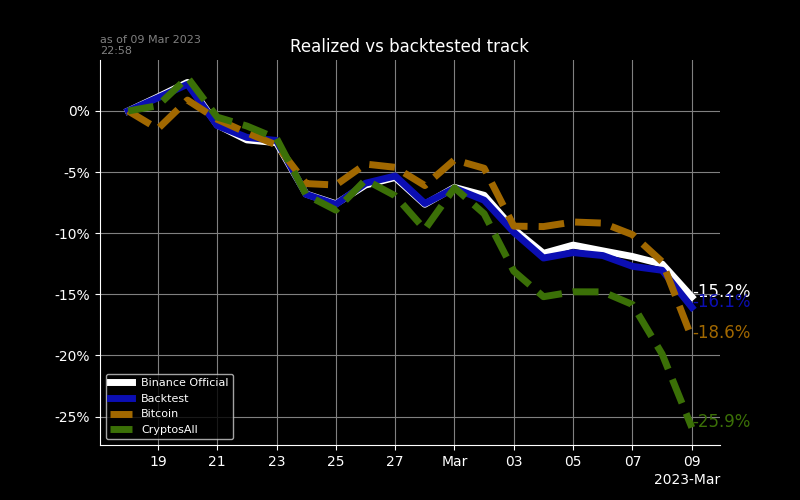 as of 09 Mar 2023
22:58
Realized vs backtested track
0%
-5%
-10%
-15%
-20%
-25%
-15.2%
-16.1%
-18.6%
-25.9%
Binance Official
Backtest
Bitcoin
CryptosAll
19 21 23 25 27 Mar 03 05 07 09
2023-Mar